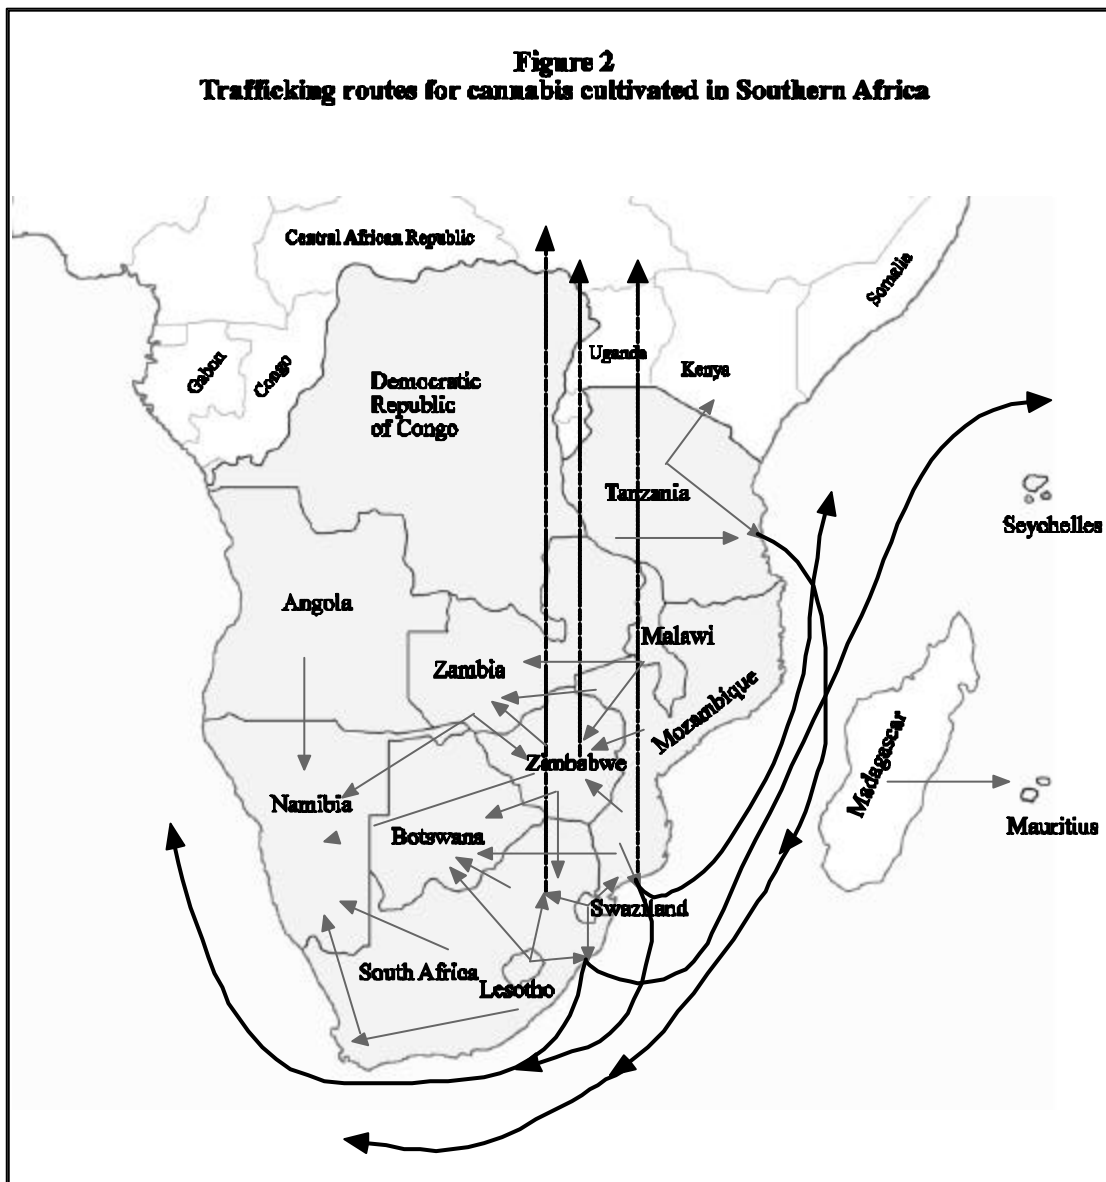 Figure 2
Trafficking routes for cannabis cultivated in Southern Africa
Central African Republic
Somalia
Gabon
Congo
Uganda
Kenya
Democratic
Republic
of Congo
Tanzania
Seychelles
Angola
Malawi
Zambia
Mozambique
Madagascar
Zimbabwe
Namibia
Botswana
Mauritius
Swaziland
South Africa
Lesotho